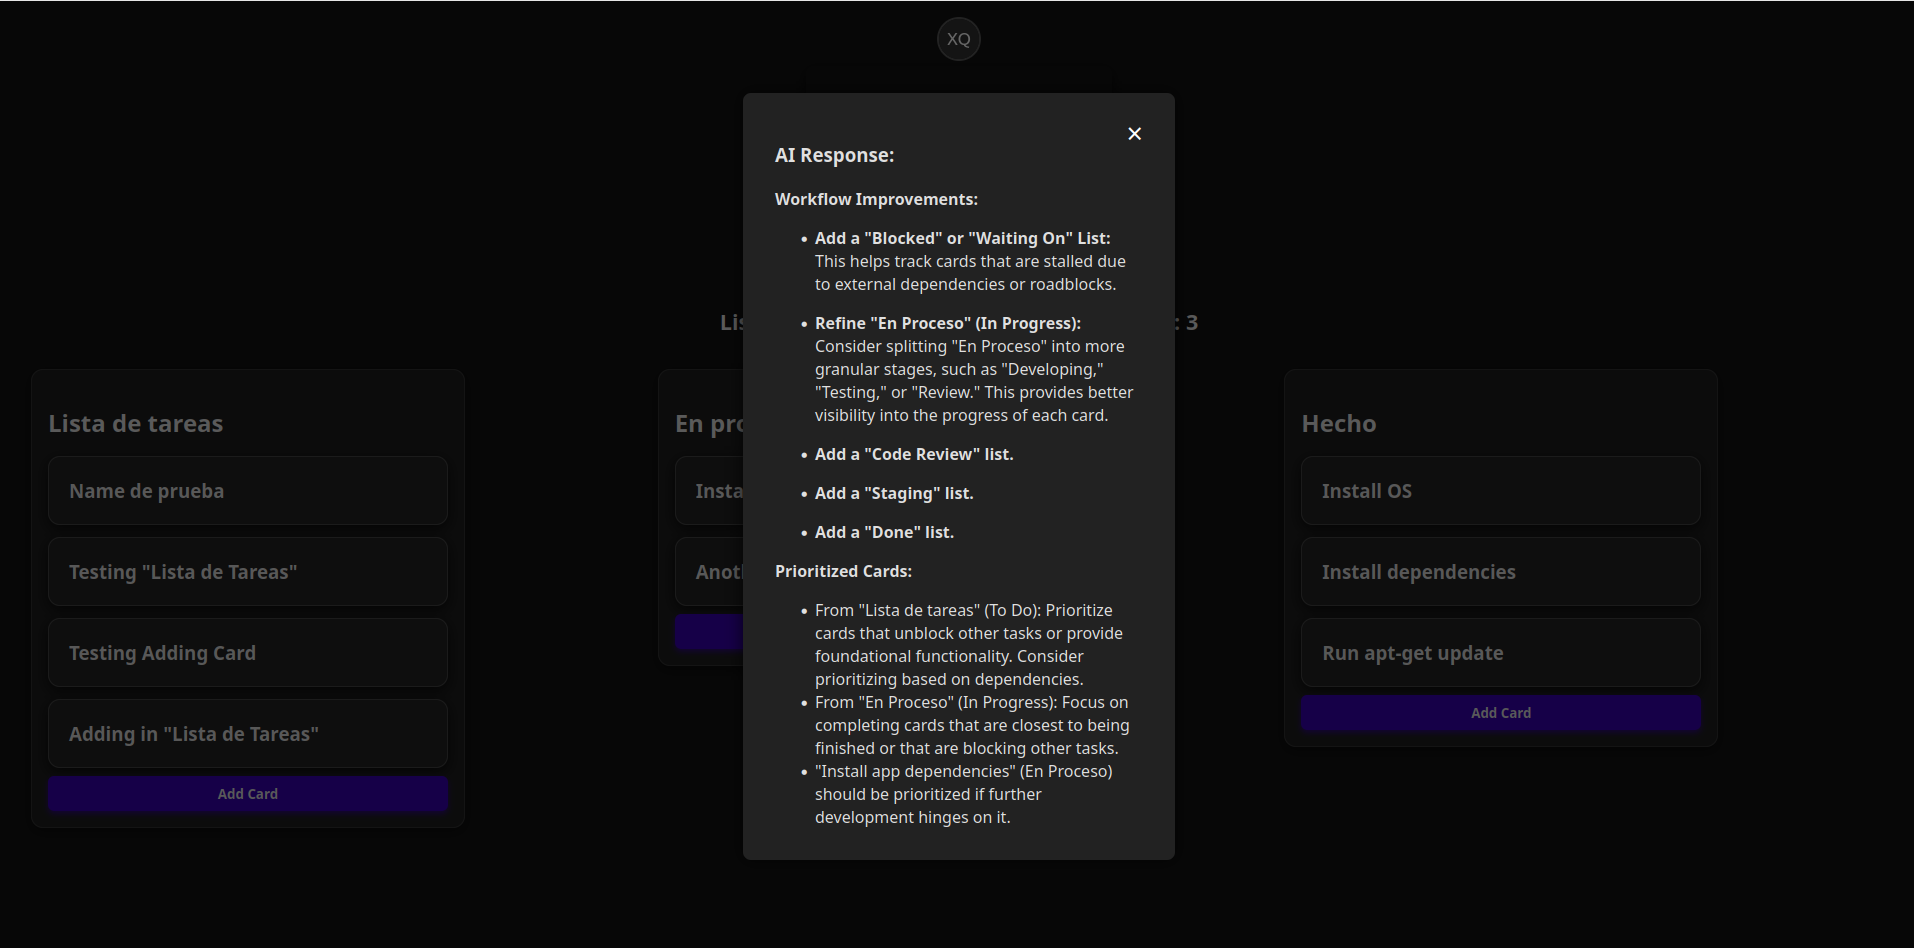 XQ
AI Response:
Workflow Improvements:
• Add a "Blocked" or "Waiting On" List:
This helps track cards that are stalled due
to external dependencies or roadblocks.
• Refine "En Proceso" (In Progress):
Consider splitting "En Proceso" into more
granular stages, such as "Developing,"
"Testing," or "Review." This provides better
visibility into the progress of each card.
• Add a "Code Review" list.
• Add a "Staging" list.
• Add a "Done" list.
Prioritized Cards:
• From "Lista de tareas" (To Do): Prioritize
cards that unblock other tasks or provide
foundational functionality. Consider
prioritizing based on dependencies.
• From "En Proceso" (In Progress): Focus on
completing cards that are closest to being
finished or that are blocking other tasks.
• "Install app dependencies" (En Proceso)
should be prioritized if further
development hinges on it.
: 3
Lista de tareas
Name de prueba
Testing "Lista de Tareas"
Testing Adding Card
Adding in "Lista de Tareas"
Add Card
En
Hecho
Install OS
Install dependencies
Run apt-get update
Add Card